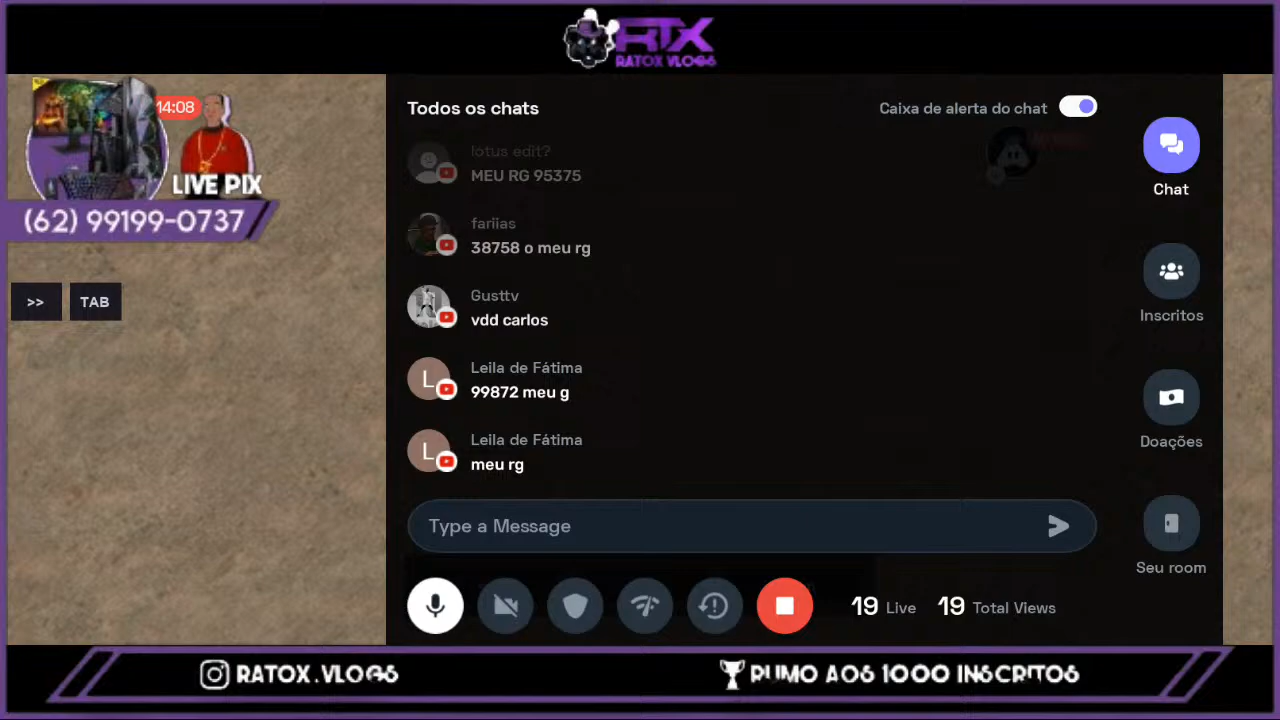 RTX
RATOX VLOGS
14:08
LIVE PIX
(62) 99199-0737
>>
TAB
Todos os chats
Caixa de alerta do chat
lotus edit?
MEU RG 95375
fariias
38758 o meu rg
Gusttv
vdd carlos
L
Leila de Fátima
99872 meu g
L
Leila de Fátima
meu rg
Type a Message
19 Live
19 Total Views
Chat
Inscritos
Doações
Seu room
RATOX.VLOGS
RUMO AOS 1000 INSCRITOS